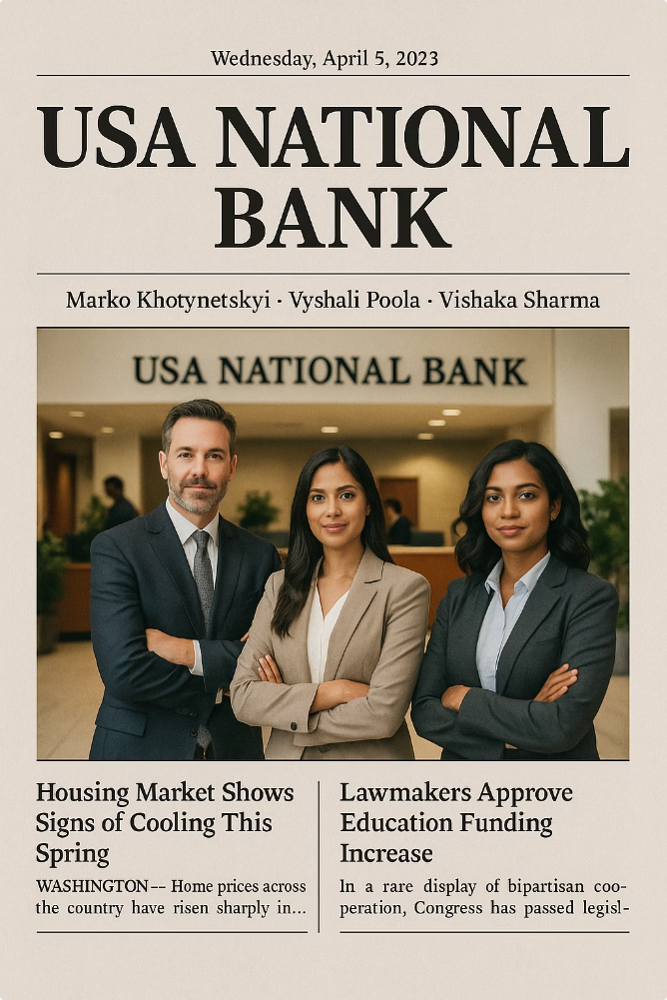 Wednesday, April 5, 2023
USA NATIONAL
BANK
Marko Khotynetskyi · Vyshali Poola · Vishaka Sharma
USA NATIONAL BANK
Housing Market Shows
Signs of Cooling This
Spring
WASHINGTON-- Home prices across
the country have risen sharply in...
Lawmakers Approve
Education Funding
Increase
In a rare display of bipartisan coo-
peration, Congress has passed legisl-